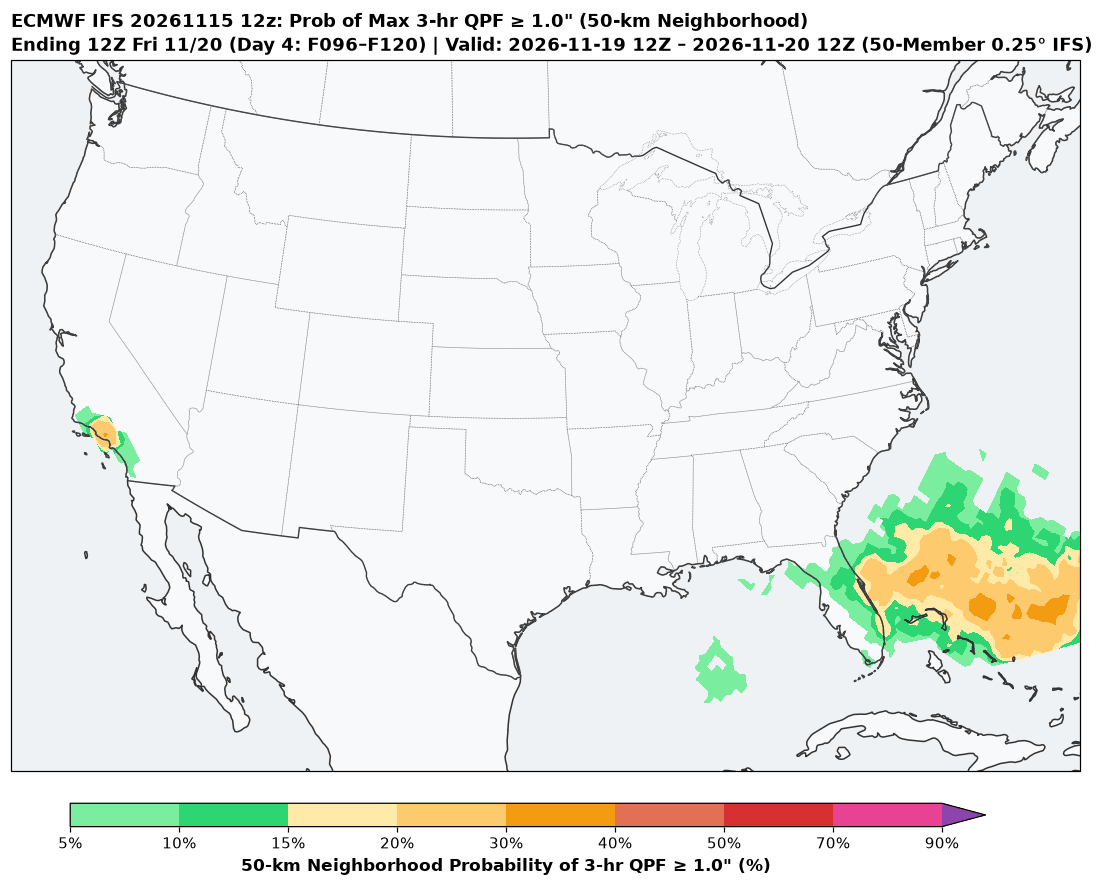 ECMWF IFS 20261115 12z: Prob of Max 3-hr QPF ≥ 1.0" (50-km Neighborhood)
Ending 12Z Fri 11/20 (Day 4: F096–F120) | Valid: 2026-11-19 12Z – 2026-11-20 12Z (50-Member 0.25° IFS)
5% 10% 15% 20% 30% 40% 50% 70% 90%
50-km Neighborhood Probability of 3-hr QPF ≥ 1.0" (%)